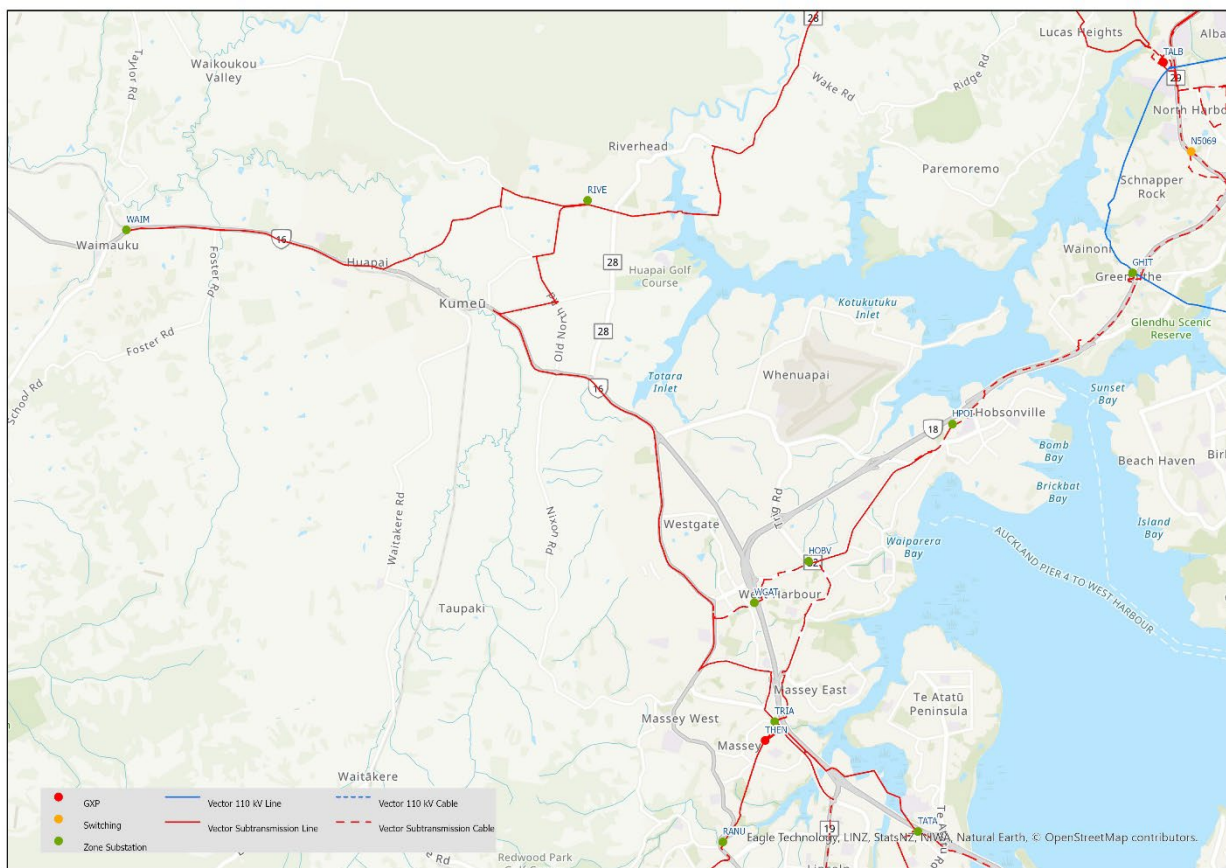 28
Lucas Heights
Alba
Waikoukou
Valley
Taylor Rd
TALB
29
Wake Rd
Ridge Rd
North Harbo
Riverhead
N5069
Paremoremo
Schnapper
Rock
RIVE
WAIM
Waimauku
16
Foster Rd
Huapai
Wainoni
28
Huapai Golf
Course
GHIT
Greenhithe
Kumeū
Old North Rd
Kotukutuku
Inlet
Glendhu Scenic
Reserve
Foster Rd
28
School Rd
Totara
Inlet
Whenuapai
16
Sunset
Bay
HPOI
Hobsonville
18
Bomb
Bay
Beach Haven
Birk
Brickbat
Bay
Waitakere Rd
Nixon Rd
Trig Rd
Island
Bay
Westgate
Waiparera
Bay
HOBV
AUCKLAND PIER 4 TO WEST HARBOUR
WGAT
West Harbour
Taupaki
Massey East
Te Atatū
Peninsula
Massey West
TRIA
THEN
Massey
Waitākere
GXP
Vector 110 kV Line
Vector 110 kV Cable
Switching
Vector Subtransmission Line
Vector Subtransmission Cable
Zone Substation
RANU
19
TATA
Te Atatū Ro
Eagle Technology, LINZ, StatsNZ, NIWA, Natural Earth, © OpenStreetMap contributors.
Redwood Park